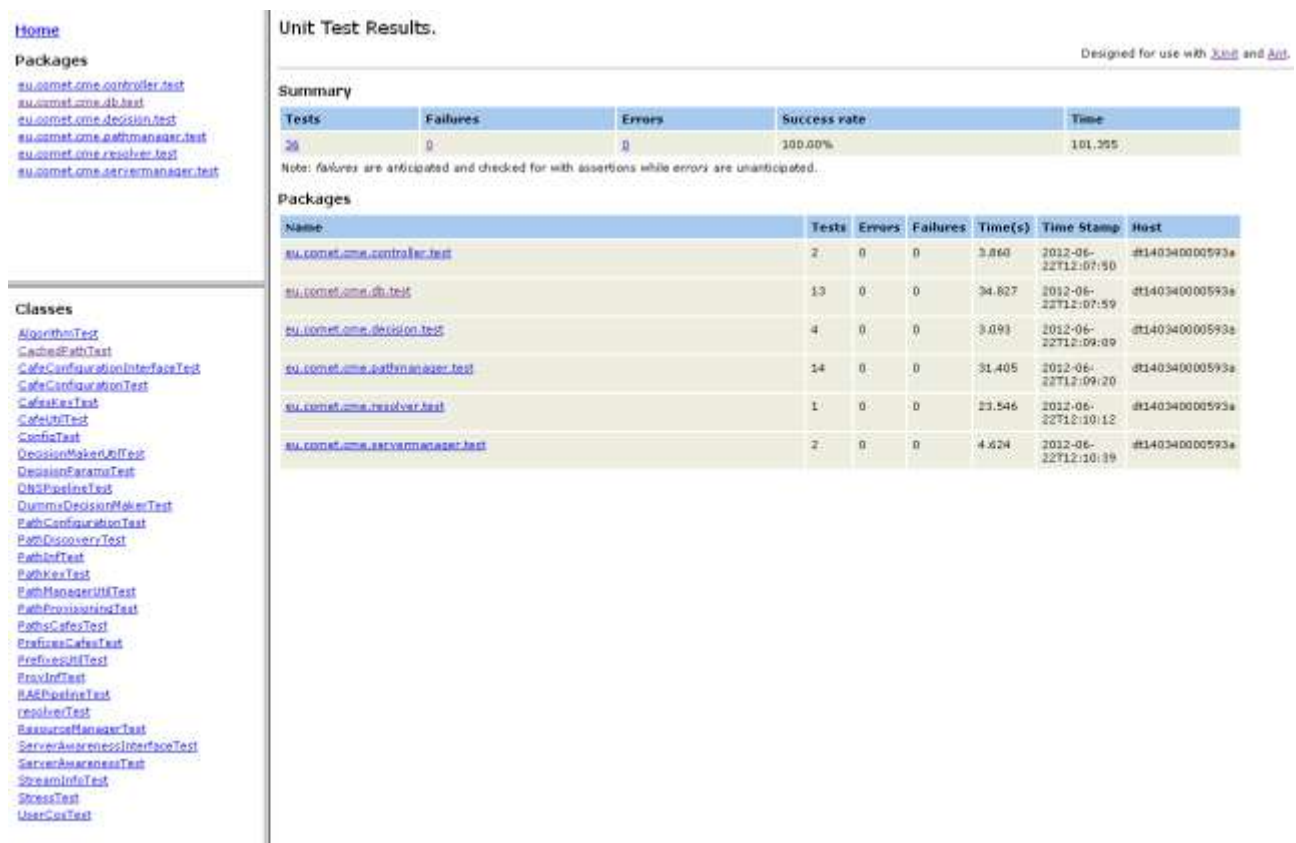 Home
Packages
eu.comet.cme.controller.test
eu.comet.cme.db.test
eu.comet.cme.decision.test
eu.comet.cme.pathmanager.test
eu.comet.cme.resolver.test
eu.comet.cme.servermanager.test
Classes
AlgorithmTest
CachedPathTest
CafeConfigurationInterfaceTest
CafeConfigurationTest
CafesKeyTest
CafeUtilTest
ConfigTest
DecisionMakerUtilTest
DecisionParamsTest
DNSPipelineTest
DummyDecisionMakerTest
PathConfigurationTest
PathDiscoveryTest
PathInfTest
PathKeyTest
PathManagerUtilTest
PathProvisioningTest
PathsCafesTest
PrefixesCafesTest
PrefixesUtilTest
ProvInfTest
RAEPipelineTest
resolverTest
ResourceManagerTest
ServerAwarenessInterfaceTest
ServerAwarenessTest
StreamInfoTest
StressTest
UserCosTest
Unit Test Results.
Designed for use with JUnit and Ant.
Summary
Tests Failures Errors Success rate Time
36 0 0 100.00% 101.355
Note: failures are anticipated and checked for with assertions while errors are unanticipated.
Packages
Name Tests Errors Failures Time(s) Time Stamp Host
eu.comet.cme.controller.test 2 0 0 3.860 2012-06-22T12:07:50 dt140340000593a
eu.comet.cme.db.test 13 0 0 34.827 2012-06-22T12:07:59 dt140340000593a
eu.comet.cme.decision.test 4 0 0 3.093 2012-06-22T12:09:09 dt140340000593a
eu.comet.cme.pathmanager.test 14 0 0 31.405 2012-06-22T12:09:20 dt140340000593a
eu.comet.cme.resolver.test 1 0 0 23.546 2012-06-22T12:10:12 dt140340000593a
eu.comet.cme.servermanager.test 2 0 0 4.624 2012-06-22T12:10:39 dt140340000593a